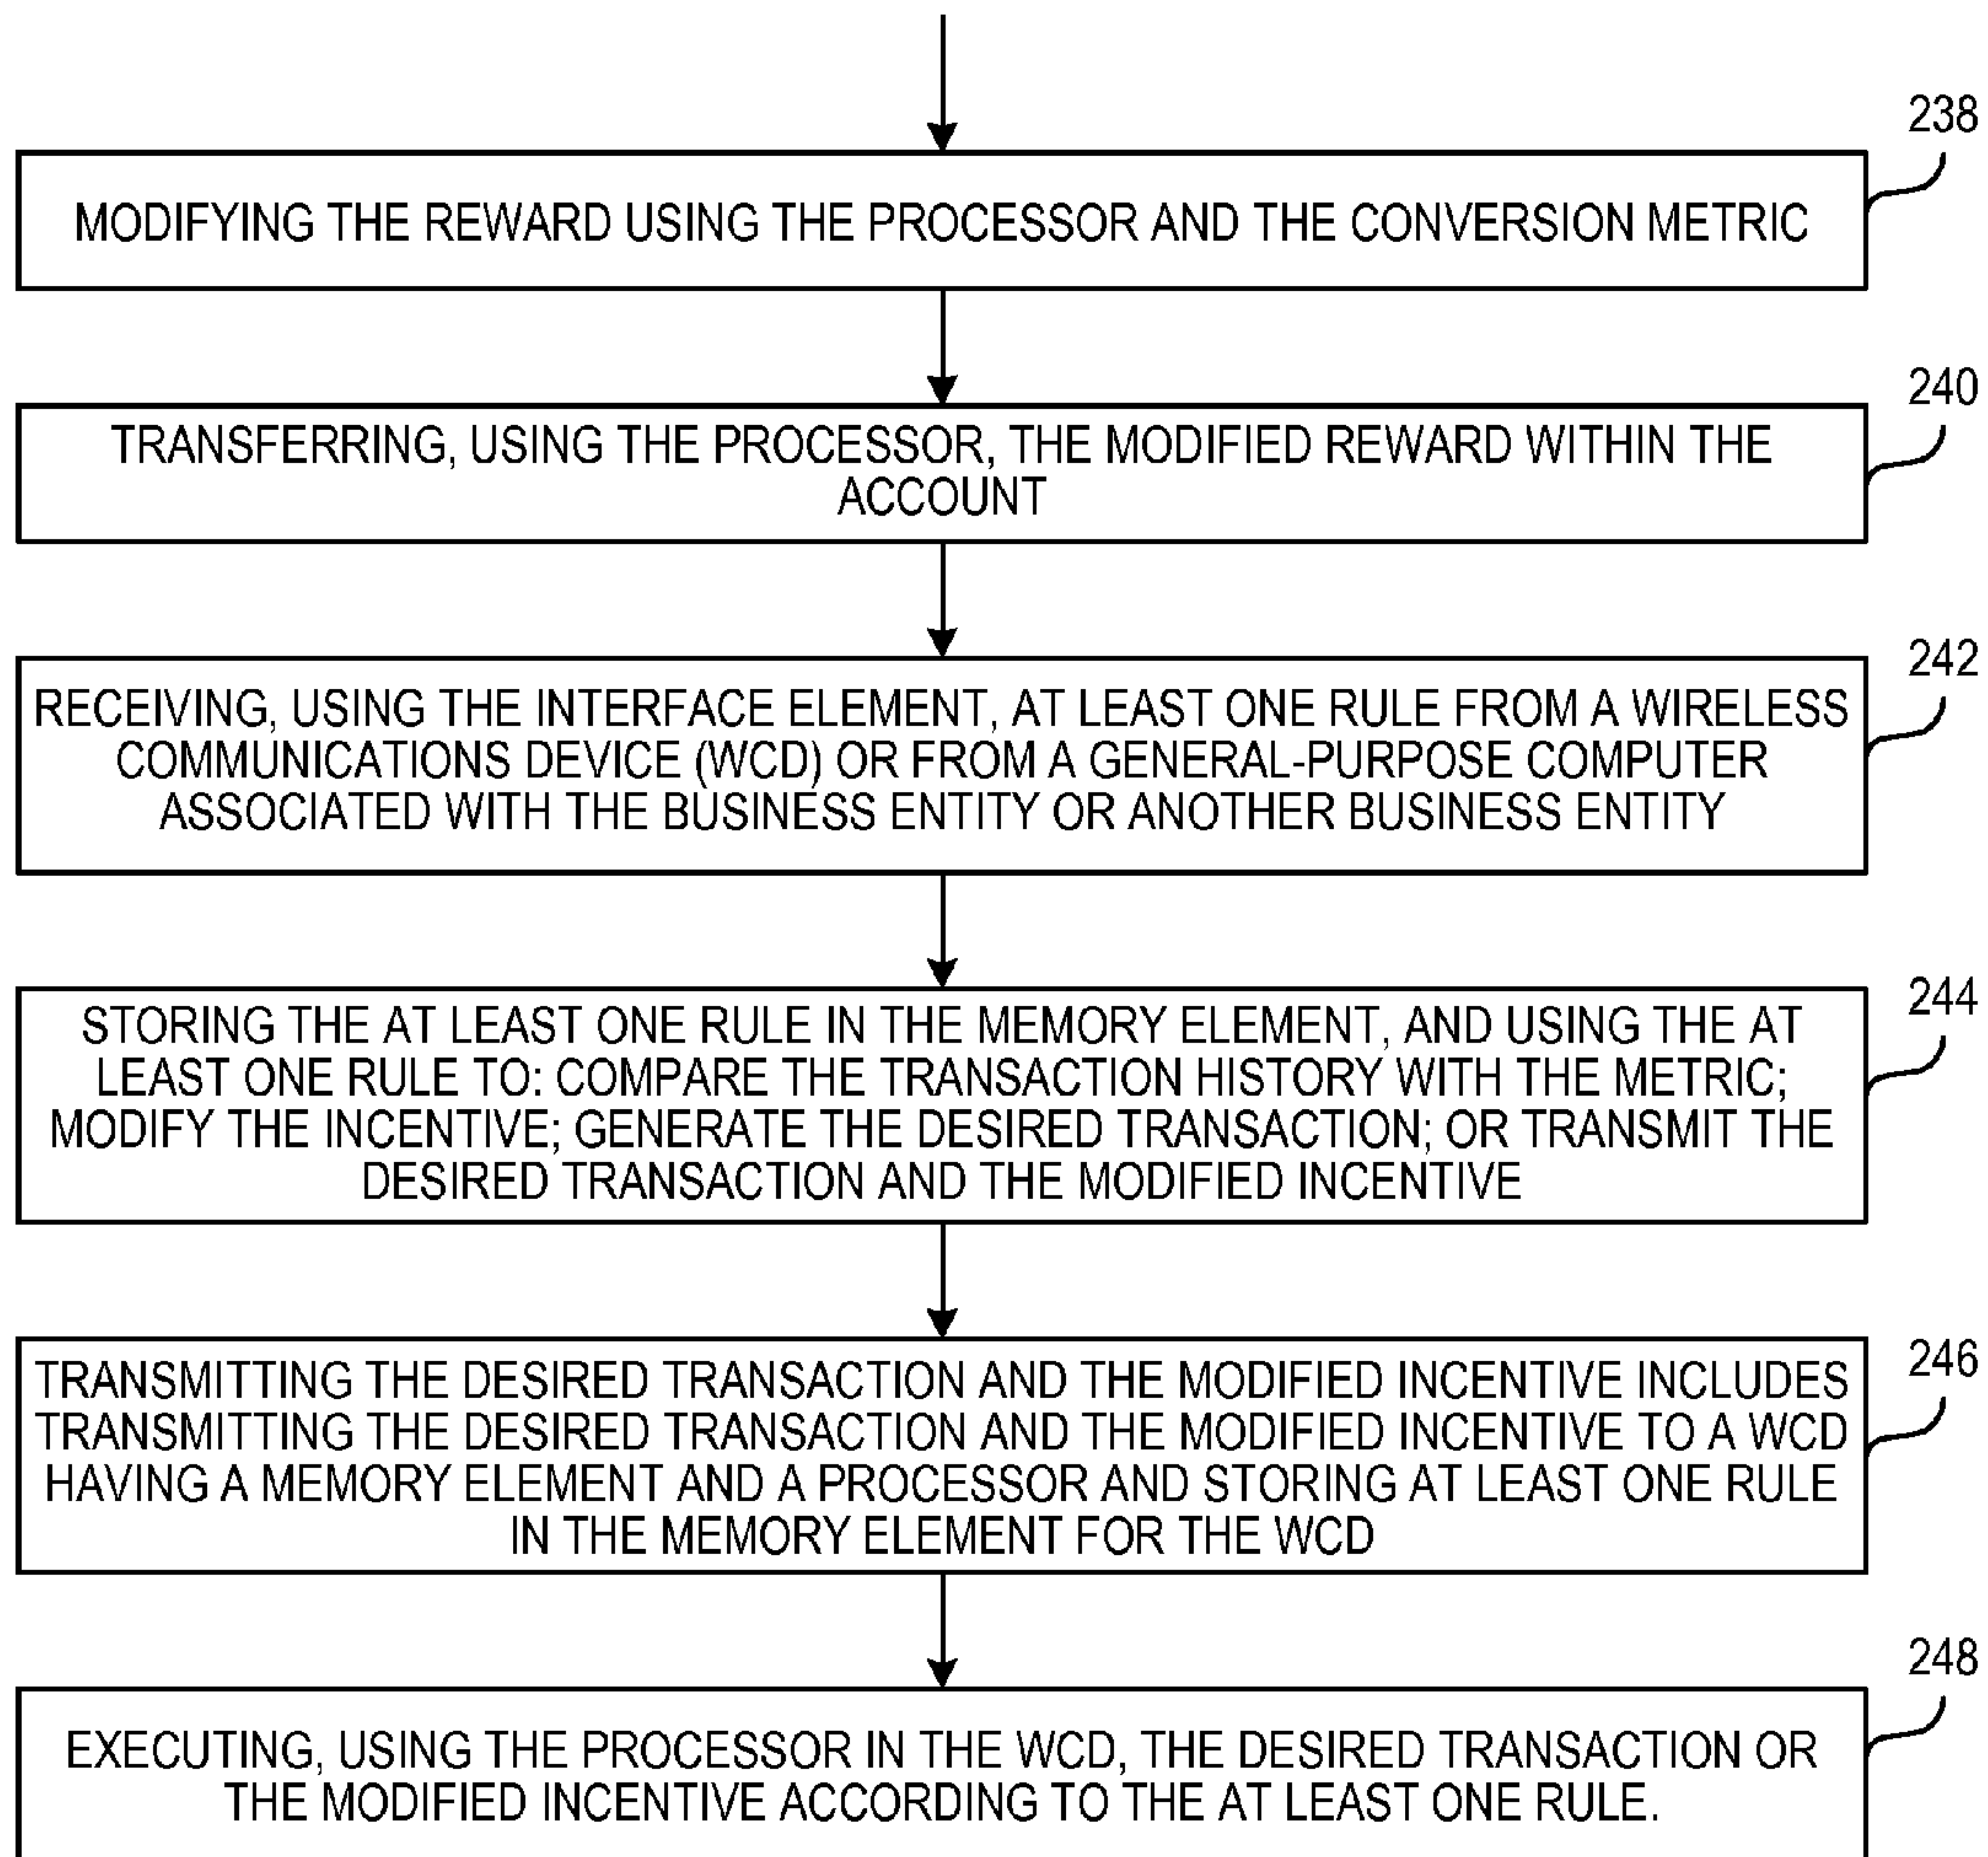 238
MODIFYING THE REWARD USING THE PROCESSOR AND THE CONVERSION METRIC
240
TRANSFERRING, USING THE PROCESSOR, THE MODIFIED REWARD WITHIN THE
ACCOUNT
242
RECEIVING, USING THE INTERFACE ELEMENT, AT LEAST ONE RULE FROM A WIRELESS
COMMUNICATIONS DEVICE (WCD) OR FROM A GENERAL-PURPOSE COMPUTER
ASSOCIATED WITH THE BUSINESS ENTITY OR ANOTHER BUSINESS ENTITY
244
STORING THE AT LEAST ONE RULE IN THE MEMORY ELEMENT, AND USING THE AT
LEAST ONE RULE TO: COMPARE THE TRANSACTION HISTORY WITH THE METRIC;
MODIFY THE INCENTIVE; GENERATE THE DESIRED TRANSACTION; OR TRANSMIT THE
DESIRED TRANSACTION AND THE MODIFIED INCENTIVE
246
TRANSMITTING THE DESIRED TRANSACTION AND THE MODIFIED INCENTIVE INCLUDES
TRANSMITTING THE DESIRED TRANSACTION AND THE MODIFIED INCENTIVE TO A WCD
HAVING A MEMORY ELEMENT AND A PROCESSOR AND STORING AT LEAST ONE RULE
IN THE MEMORY ELEMENT FOR THE WCD
248
EXECUTING, USING THE PROCESSOR IN THE WCD, THE DESIRED TRANSACTION OR
THE MODIFIED INCENTIVE ACCORDING TO THE AT LEAST ONE RULE.